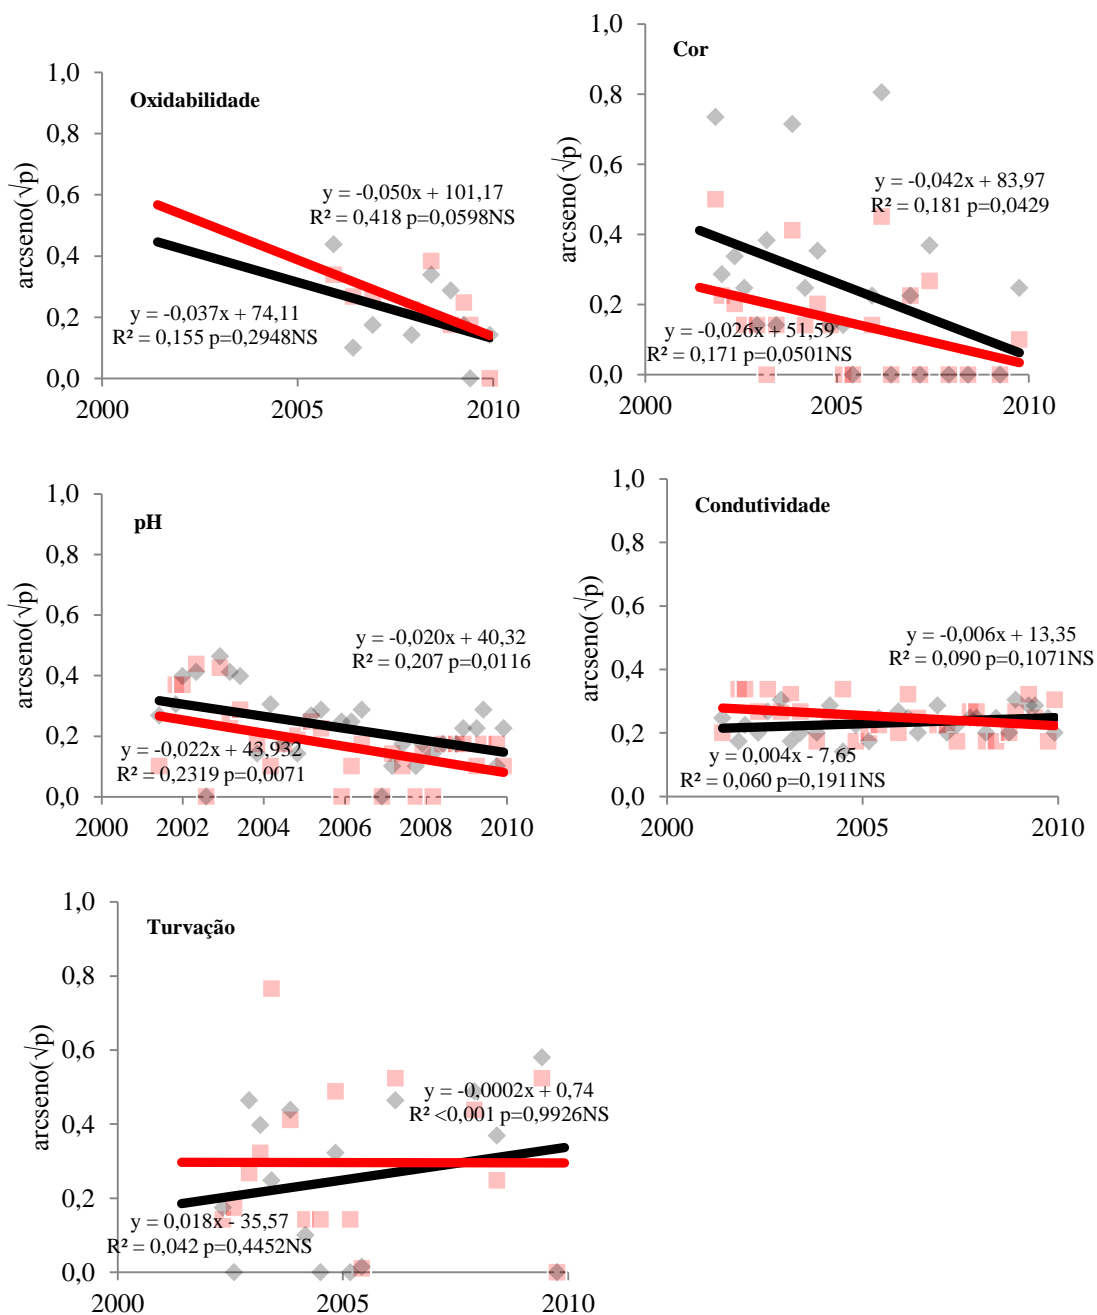 Oxidabilidade
arcseno(√p)
1,0
0,8
0,6
0,4
0,2
0,0
2000
2005
2010
y = -0,050x + 101,17
R² = 0,418 p=0,0598NS
y = -0,037x + 74,11
R² = 0,155 p=0,2948NS
Cor
arcseno(√p)
1,0
0,8
0,6
0,4
0,2
0,0
2000
2005
2010
y = -0,042x + 83,97
R² = 0,181 p=0,0429
y = -0,026x + 51,59
R² = 0,171 p=0,0501NS
pH
arcseno(√p)
1,0
0,8
0,6
0,4
0,2
0,0
2000
2002
2004
2006
2008
2010
y = -0,020x + 40,32
R² = 0,207 p=0,0116
y = -0,022x + 43,932
R² = 0,2319 p=0,0071
Condutividade
arcseno(√p)
1,0
0,8
0,6
0,4
0,2
0,0
2000
2005
2010
y = -0,006x + 13,35
R² = 0,090 p=0,1071NS
y = 0,004x - 7,65
R² = 0,060 p=0,1911NS
Turvação
arcseno(√p)
1,0
0,8
0,6
0,4
0,2
0,0
2000
2005
2010
y = -0,0002x + 0,74
R² <0,001 p=0,9926NS
y = 0,018x - 35,57
R² = 0,042 p=0,4452NS